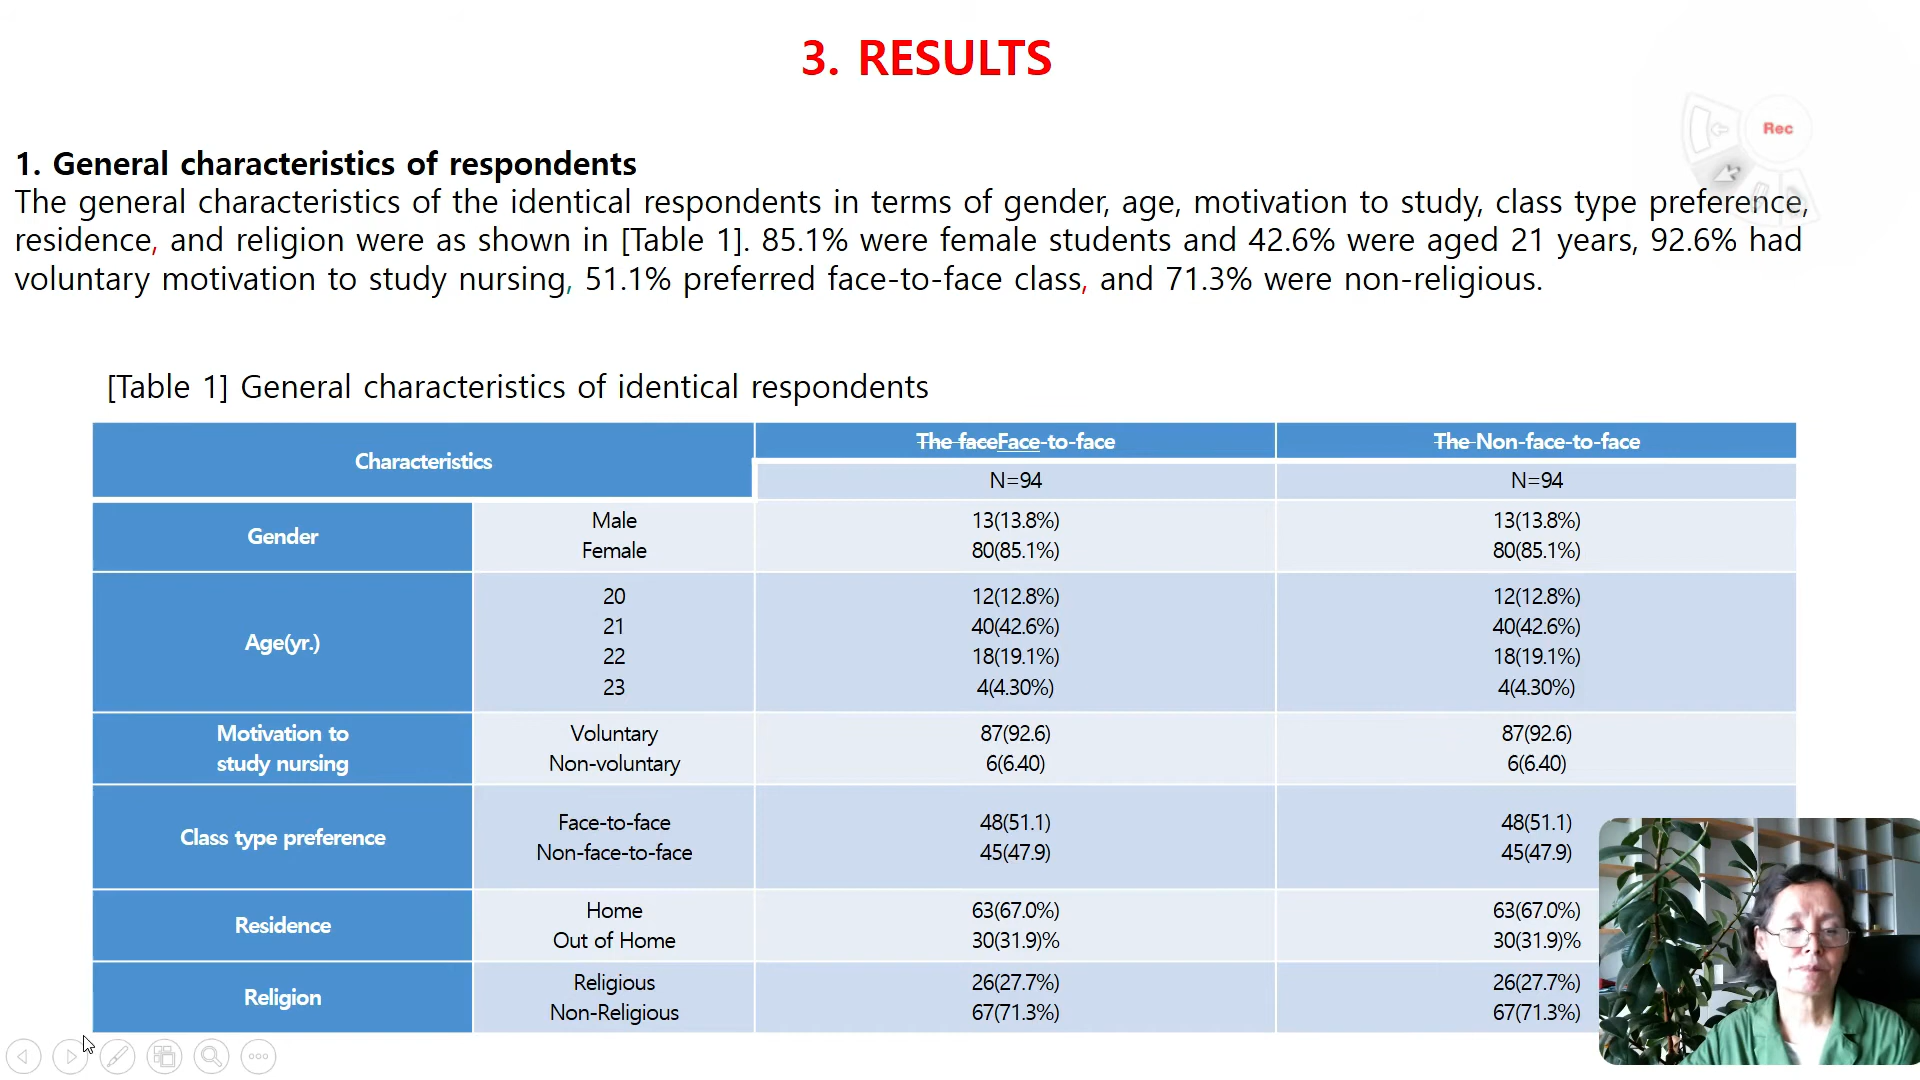 3. RESULTS
Rec
1. General characteristics of respondents
The general characteristics of the identical respondents in terms of gender, age, motivation to study, class type preference,
residence, and religion were as shown in [Table 1]. 85.1% were female students and 42.6% were aged 21 years, 92.6% had
voluntary motivation to study nursing, 51.1% preferred face-to-face class, and 71.3% were non-religious.
[Table 1] General characteristics of identical respondents
Characteristics The faceFace-to-face The Non-face-to-face
N=94 N=94
Gender Male 13(13.8%) 13(13.8%)
Female 80(85.1%) 80(85.1%)
Age(yr.) 20 12(12.8%) 12(12.8%)
21 40(42.6%) 40(42.6%)
22 18(19.1%) 18(19.1%)
23 4(4.30%) 4(4.30%)
Motivation to Voluntary 87(92.6) 87(92.6)
study nursing Non-voluntary 6(6.40) 6(6.40)
Class type preference Face-to-face 48(51.1) 48(51.1)
Non-face-to-face 45(47.9) 45(47.9)
Residence Home 63(67.0%) 63(67.0%)
Out of Home 30(31.9)% 30(31.9)%
Religion Religious 26(27.7%) 26(27.7%)
Non-Religious 67(71.3%) 67(71.3%)